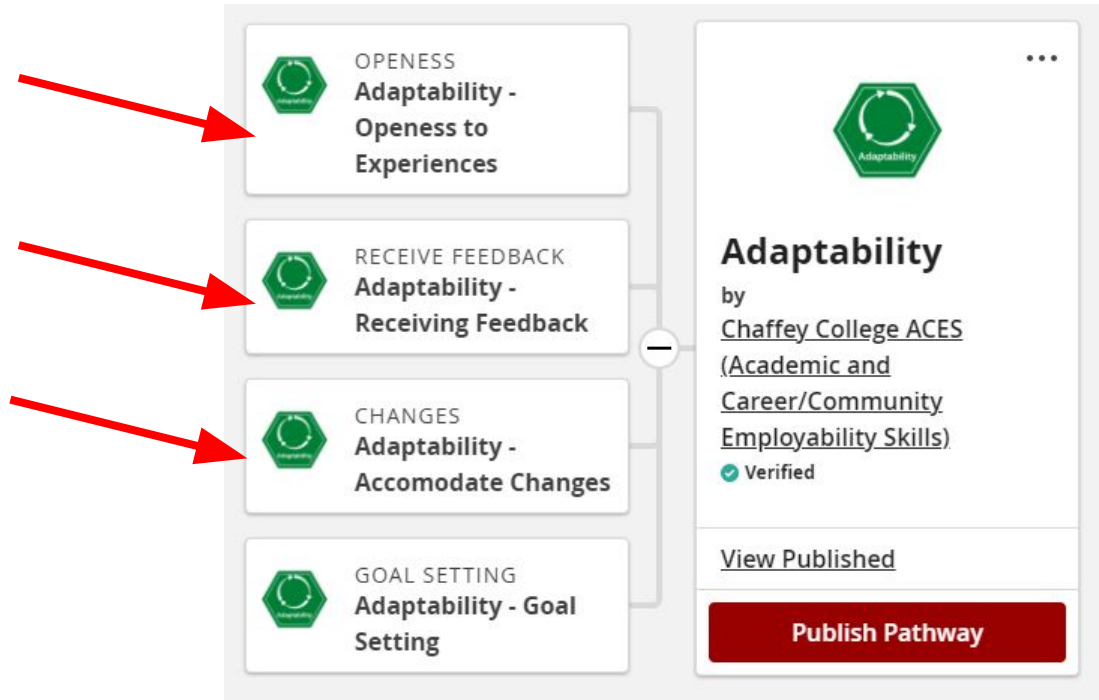 OPENESS
Adaptability -
Openess to
Experiences
RECEIVE FEEDBACK
Adaptability -
Receiving Feedback
CHANGES
Adaptability -
Accomodate Changes
GOAL SETTING
Adaptability - Goal
Setting
Adaptability
Adaptability
by
Chaffey College ACES
(Academic and
Career/Community
Employability Skills)
Verified
View Published
Publish Pathway